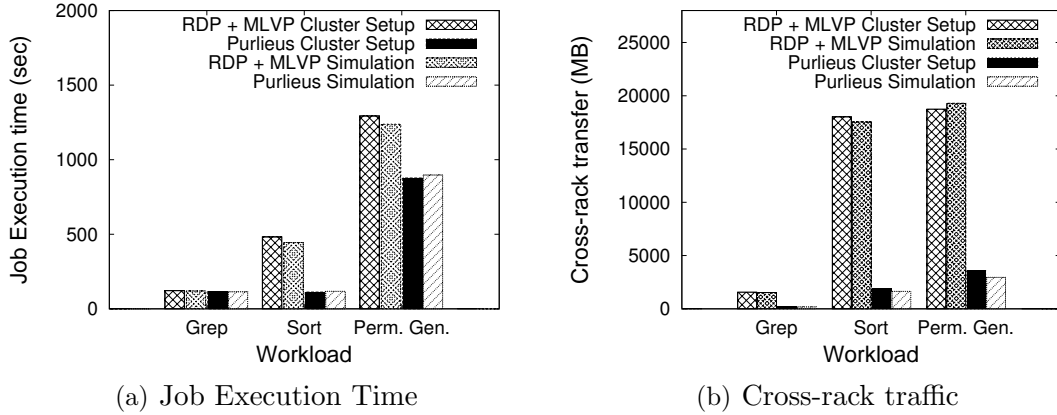 Job Execution time (sec)
2000
1500
1000
500
0
RDP + MLVP Cluster Setup
Purlieus Cluster Setup
RDP + MLVP Simulation
Purlieus Simulation
Grep
Sort
Perm. Gen.
Workload
(a) Job Execution Time
Cross-rack transfer (MB)
25000
20000
15000
10000
5000
0
RDP + MLVP Cluster Setup
RDP + MLVP Simulation
Purlieus Cluster Setup
Purlieus Simulation
Grep
Sort
Perm. Gen.
Workload
(b) Cross-rack traffic